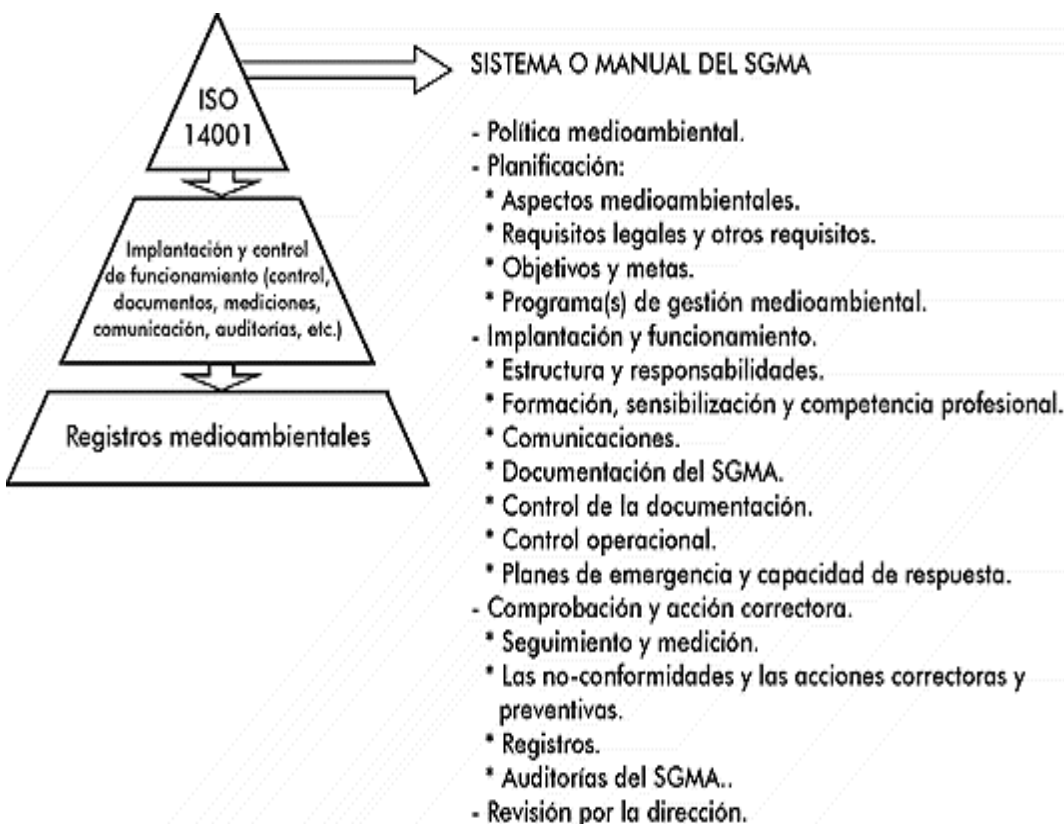 ISO
14001
Implantación y control
de funcionamiento (control,
documentos, mediciones,
comunicación, auditorías, etc.)
Registros medioambientales
SISTEMA O MANUAL DEL SGMA
- Política medioambiental.
- Planificación:
* Aspectos medioambientales.
* Requisitos legales y otros requisitos.
* Objetivos y metas.
* Programa(s) de gestión medioambiental.
- Implantación y funcionamiento.
* Estructura y responsabilidades.
* Formación, sensibilización y competencia profesional.
* Comunicaciones.
* Documentación del SGMA.
* Control de la documentación.
* Control operacional.
* Planes de emergencia y capacidad de respuesta.
- Comprobación y acción correctora.
* Seguimiento y medición.
* Las no-conformidades y las acciones correctoras y
preventivas.
* Registros.
* Auditorías del SGMA..
- Revisión por la dirección.